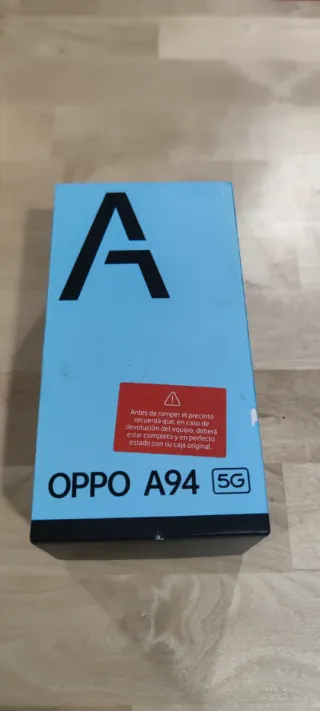 A
Antes de romper el precinto
recuerda que, en caso de
devolución del equipo, deberá
estar completo y en perfecto
estado con su caja original.
OPPO A94 5G